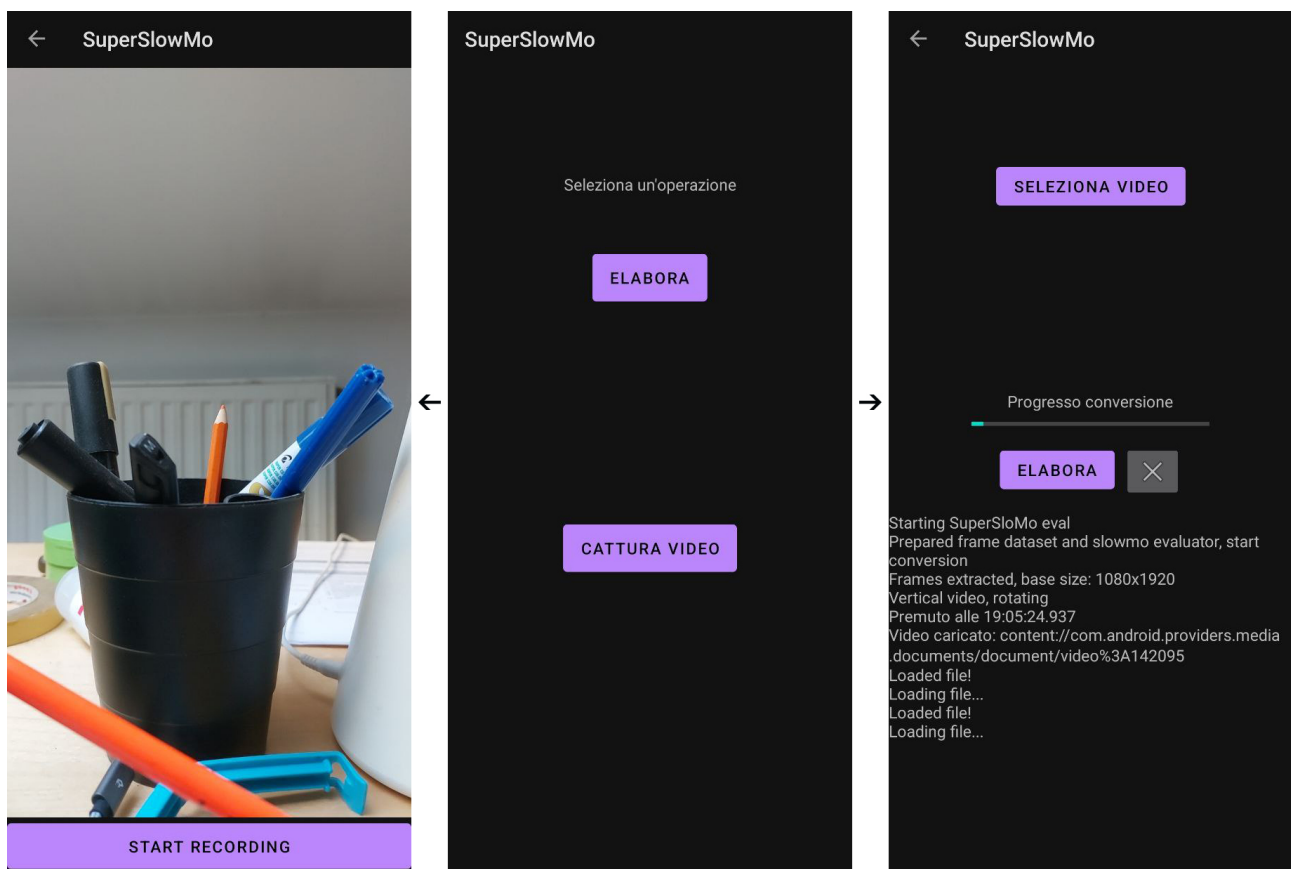 SuperSlowMo
START RECORDING
SuperSlowMo
Seleziona un'operazione
ELABORA
CATTURA VIDEO
SuperSlowMo
SELEZIONA VIDEO
Progresso conversione
ELABORA
Starting SuperSloMo eval
Prepared frame dataset and slowmo evaluator, start
conversion
Frames extracted, base size: 1080x1920
Vertical video, rotating
Premuto alle 19:05:24.937
Video caricato: content://com.android.providers.media
.documents/document/video%3A142095
Loaded file!
Loading file...
Loaded file!
Loading file...